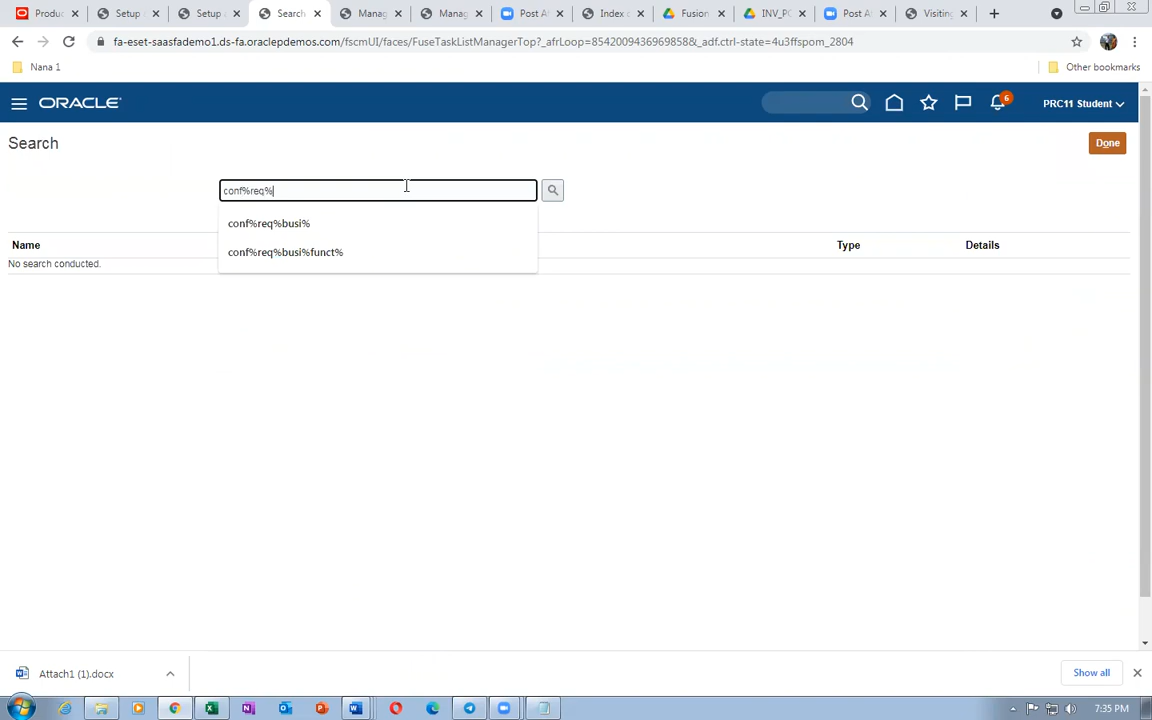 Produc
Setup
Setup
Search
Manag
Manag
Post A
Index
Fusion
INV_PO
Post A
Visiting
fa-eset-saasfademo1.ds-fa.oraclepdemos.com/fscmUI/faces/FuseTaskListManagerTop?_afrLoop=8542009436969858&_adf.ctrl-state=4u3ffspom_2804
Nana 1
Other bookmarks
ORACLE
6
PRC11 Student
Search
Done
conf%req%
conf%req%busi%
conf%req%busi%funct%
Name
Type
Details
No search conducted.
Attach1 (1).docx
Show all
7:35 PM